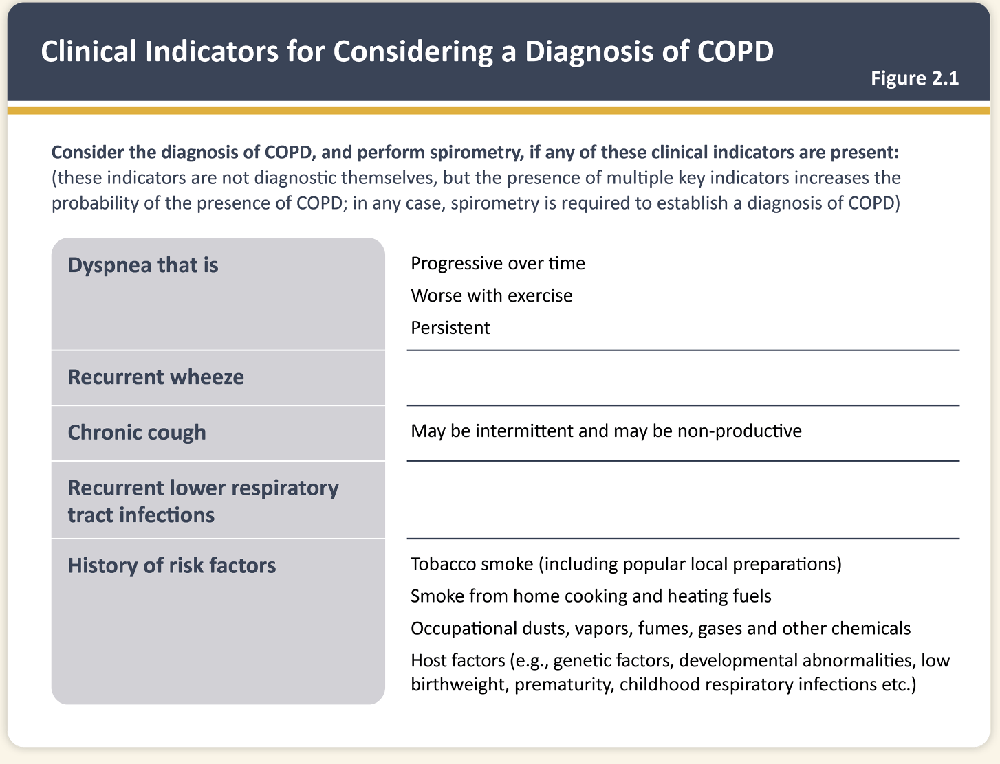 Clinical Indicators for Considering a Diagnosis of COPD
Figure 2.1
Consider the diagnosis of COPD, and perform spirometry, if any of these clinical indicators are present:
(these indicators are not diagnostic themselves, but the presence of multiple key indicators increases the
probability of the presence of COPD; in any case, spirometry is required to establish a diagnosis of COPD)
Dyspnea that is
Progressive over time
Worse with exercise
Persistent
Recurrent wheeze
Chronic cough
May be intermittent and may be non-productive
Recurrent lower respiratory
tract infections
History of risk factors
Tobacco smoke (including popular local preparations)
Smoke from home cooking and heating fuels
Occupational dusts, vapors, fumes, gases and other chemicals
Host factors (e.g., genetic factors, developmental abnormalities, low
birthweight, prematurity, childhood respiratory infections etc.)